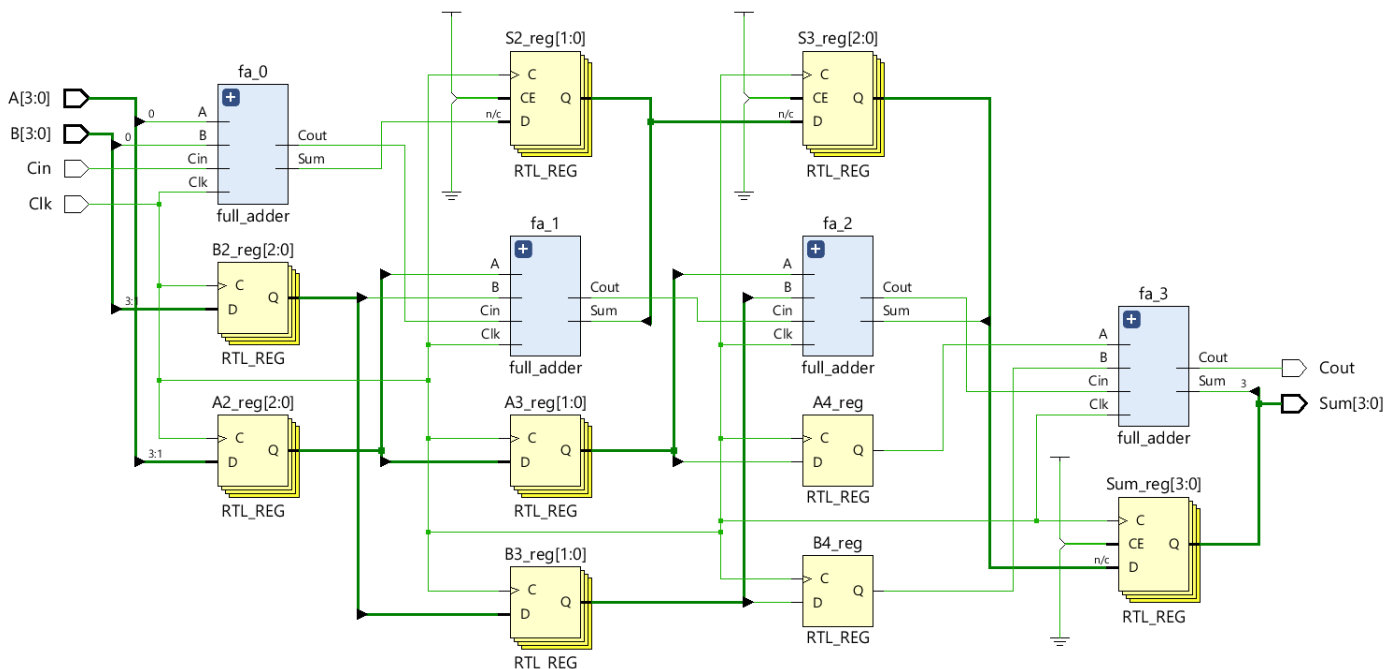 A[3:0]
B[3:0]
Cin
Clk
0
0
3:1
3:1
fa_0
A
B
Cin
Clk
Cout
Sum
full_adder
B2_reg[2:0]
C
D
Q
RTL_REG
A2_reg[2:0]
C
D
Q
RTL_REG
S2_reg[1:0]
C
CE
D
Q
n/c
RTL_REG
fa_1
A
B
Cin
Clk
Cout
Sum
full_adder
A3_reg[1:0]
C
D
Q
RTL_REG
B3_reg[1:0]
C
D
Q
RTL_REG
S3_reg[2:0]
C
CE
D
Q
n/c
RTL_REG
fa_2
A
B
Cin
Clk
Cout
Sum
full_adder
A4_reg
C
D
Q
RTL_REG
B4_reg
C
D
Q
RTL_REG
fa_3
A
B
Cin
Clk
Cout
Sum
3
full_adder
Sum_reg[3:0]
C
CE
D
Q
n/c
RTL_REG
Cout
Sum[3:0]